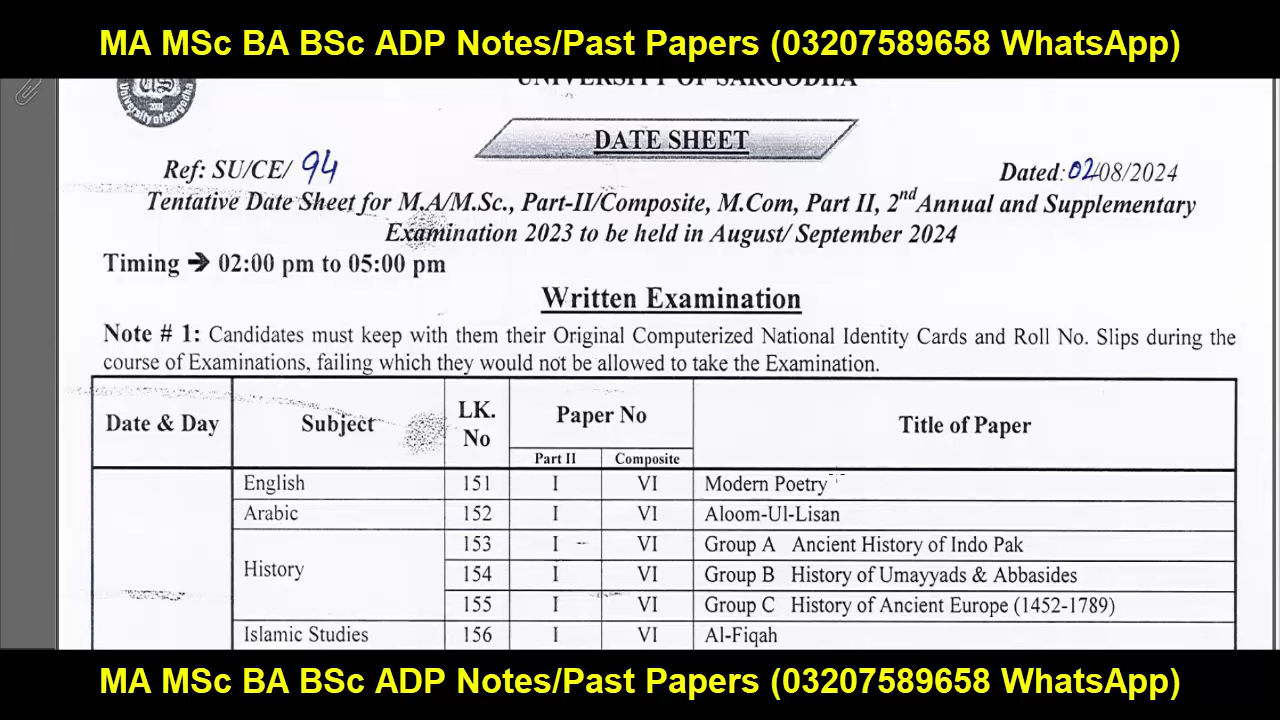 MA MSc BA BSc ADP Notes/Past Papers (03207589658 WhatsApp)
UNIVERSITY OF SARGODHA
University of Sargodha
DATE SHEET
Ref: SU/CE/ 94 Dated: 02/08/2024
Tentative Date Sheet for M.A/M.Sc., Part-II/Composite, M.Com, Part II, 2nd Annual and Supplementary
Examination 2023 to be held in August/ September 2024
Timing → 02:00 pm to 05:00 pm
Written Examination
Note # 1: Candidates must keep with them their Original Computerized National Identity Cards and Roll No. Slips during the
course of Examinations, failing which they would not be allowed to take the Examination.
Date & Day Subject LK. No Paper No Title of Paper
Part II Composite
English 151 I VI Modern Poetry
Arabic 152 I VI Aloom-Ul-Lisan
History 153 I VI Group A Ancient History of Indo Pak
154 I VI Group B History of Umayyads & Abbasides
155 I VI Group C History of Ancient Europe (1452-1789)
Islamic Studies 156 I VI Al-Fiqah
MA MSc BA BSc ADP Notes/Past Papers (03207589658 WhatsApp)